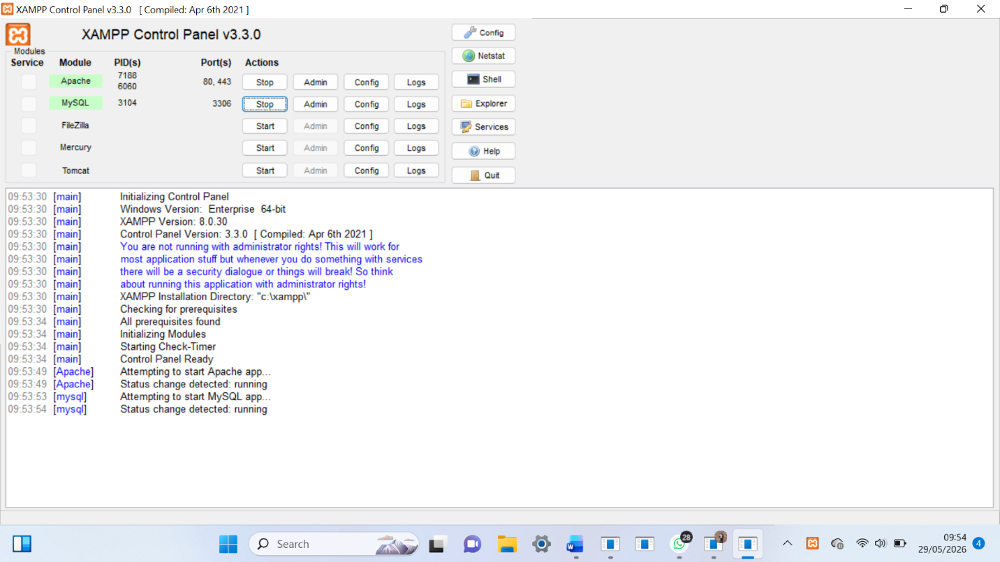 XAMPP Control Panel v3.3.0 [ Compiled: Apr 6th 2021 ]
XAMPP Control Panel v3.3.0
Modules
Service Module PID(s) Port(s) Actions
Apache 7188 6060 80, 443 Stop Admin Config Logs
MySQL 3104 3306 Stop Admin Config Logs
FileZilla Start Admin Config Logs
Mercury Start Admin Config Logs
Tomcat Start Admin Config Logs
Config
Netstat
Shell
Explorer
Services
Help
Quit
09:53:30 [main] Initializing Control Panel
09:53:30 [main] Windows Version: Enterprise 64-bit
09:53:30 [main] XAMPP Version: 8.0.30
09:53:30 [main] Control Panel Version: 3.3.0 [ Compiled: Apr 6th 2021 ]
09:53:30 [main] You are not running with administrator rights! This will work for
09:53:30 [main] most application stuff but whenever you do something with services
09:53:30 [main] there will be a security dialogue or things will break! So think
09:53:30 [main] about running this application with administrator rights!
09:53:30 [main] XAMPP Installation Directory: "c:\xampp\"
09:53:30 [main] Checking for prerequisites
09:53:34 [main] All prerequisites found
09:53:34 [main] Initializing Modules
09:53:34 [main] Starting Check-Timer
09:53:34 [main] Control Panel Ready
09:53:49 [Apache] Attempting to start Apache app...
09:53:49 [Apache] Status change detected: running
09:53:53 [mysql] Attempting to start MySQL app...
09:53:54 [mysql] Status change detected: running
Search
28
09:54
29/05/2026
4